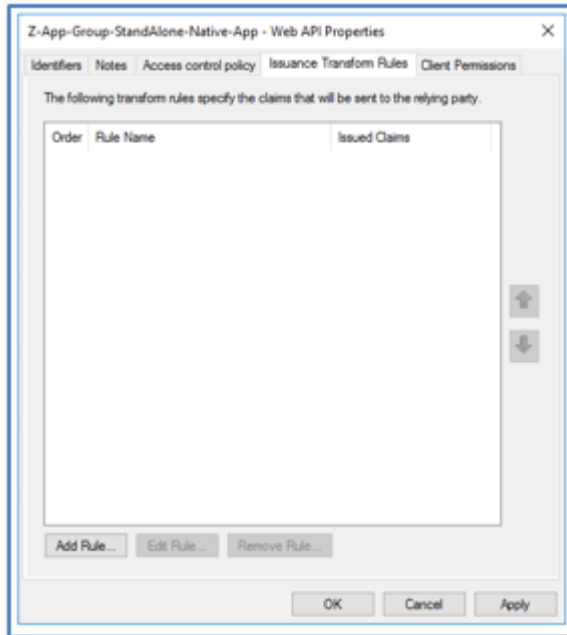 Z-App-Group-StandAlone-Native-App - Web API Properties
Identifiers Notes Access control policy Issuance Transform Rules Client Permissions
The following transform rules specify the claims that will be sent to the relying party.
Order Rule Name Issued Claims
Add Rule... Edit Rule... Remove Rule...
OK Cancel Apply